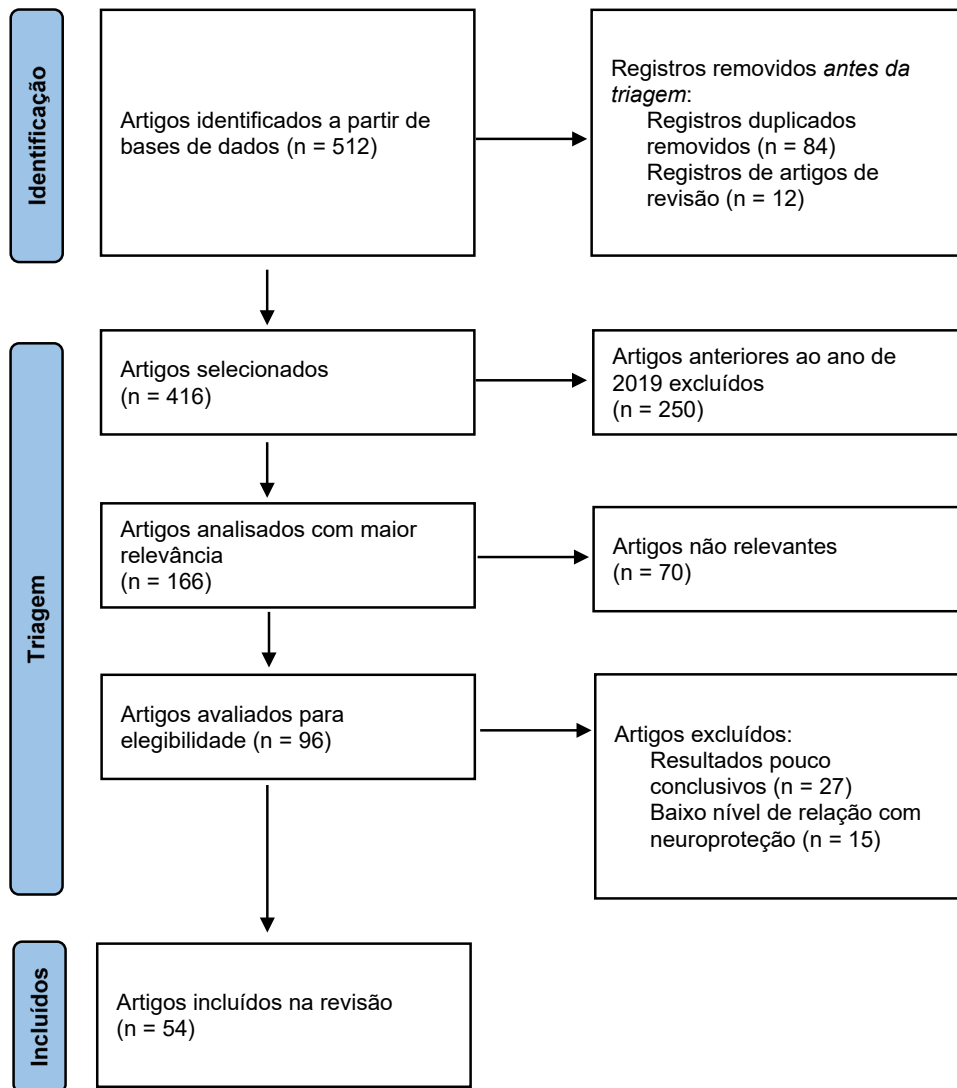 Identificação
Artigos identificados a partir de
bases de dados (n = 512)
Registros removidos antes da
triagem:
Registros duplicados
removidos (n = 84)
Registros de artigos de
revisão (n = 12)
Triagem
Artigos selecionados
(n = 416)
Artigos anteriores ao ano de
2019 excluídos
(n = 250)
Artigos analisados com maior
relevância
(n = 166)
Artigos não relevantes
(n = 70)
Artigos avaliados para
elegibilidade (n = 96)
Artigos excluídos:
Resultados pouco
conclusivos (n = 27)
Baixo nível de relação com
neuroproteção (n = 15)
Incluídos
Artigos incluídos na revisão
(n = 54)